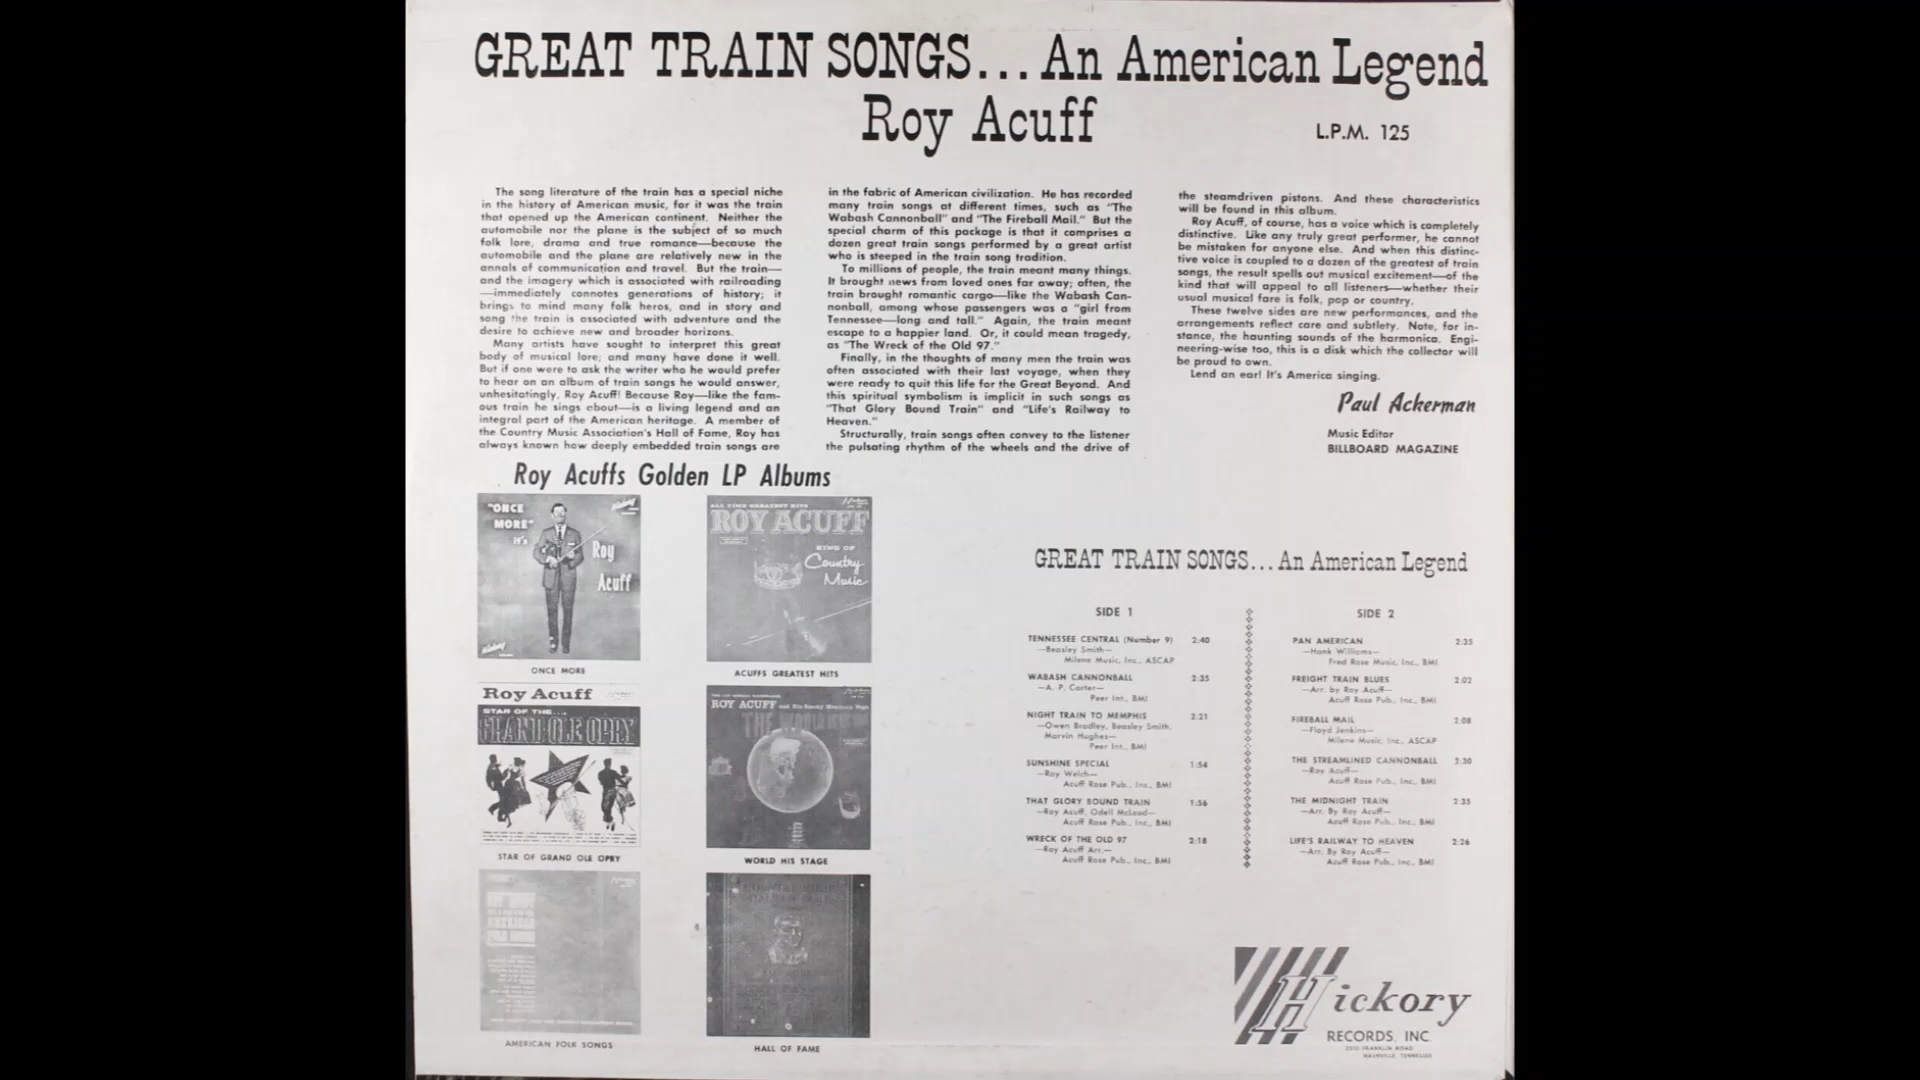 GREAT TRAIN SONGS... An American Legend
Roy Acuff
L.P.M. 125
The song literature of the train has a special niche
in the history of American music, for it was the train
that opened up the American continent. Neither the
automobile nor the plane is the subject of so much
folk lore, drama and true romance—because the
automobile and the plane are relatively new in the
annals of communication and travel. But the train—
and the imagery which is associated with railroading
—immediately connotes generations of history; it
brings to mind many folk heros, and in story and
song the train is associated with adventure and the
desire to achieve new and broader horizons.
Many artists have sought to interpret this great
body of musical lore; and many have done it well.
But if one were to ask the writer who he would prefer
to hear on an album of train songs he would answer,
unhesitatingly, Roy Acuff! Because Roy—like the fam-
ous train he sings about—is a living legend and an
integral part of the American heritage. A member of
the Country Music Association's Hall of Fame, Roy has
always known how deeply embedded train songs are
in the fabric of American civilization. He has recorded
many train songs at different times, such as "The
Wabash Cannonball" and "The Fireball Mail." But the
special charm of this package is that it comprises a
dozen great train songs performed by a great artist
who is steeped in the train song tradition.
To millions of people, the train meant many things.
It brought news from loved ones far away; often, the
train brought romantic cargo—like the Wabash Can-
nonball, among whose passengers was a "girl from
Tennessee—long and tall." Again, the train meant
escape to a happier land. Or, it could mean tragedy,
as "The Wreck of the Old 97."
Finally, in the thoughts of many men the train was
often associated with their last voyage, when they
were ready to quit this life for the Great Beyond. And
this spiritual symbolism is implicit in such songs as
"That Glory Bound Train" and "Life's Railway to
Heaven."
Structurally, train songs often convey to the listener
the pulsating rhythm of the wheels and the drive of
the steamdriven pistons. And these characteristics
will be found in this album.
Roy Acuff, of course, has a voice which is completely
distinctive. Like any truly great performer, he cannot
be mistaken for anyone else. And when this distinc-
tive voice is coupled to a dozen of the greatest of train
songs, the result spells out musical excitement—of the
kind that will appeal to all listeners—whether their
usual musical fare is folk, pop or country.
These twelve sides are new performances, and the
arrangements reflect care and subtlety. Note, for in-
stance, the haunting sounds of the harmonica. Engi-
neering-wise too, this is a disk which the collector will
be proud to own.
Lend an ear! It's America singing.
Paul Ackerman
Music Editor
BILLBOARD MAGAZINE
Roy Acuffs Golden LP Albums
"ONCE
MORE"
it's
Roy
Acuff
Hickory
ONCE MORE
ALL TIME GREATEST HITS
ROY ACUFF
KING OF
Country
Music
ACUFFS GREATEST HITS
Roy Acuff
STAR OF THE...
GRAND OLE OPRY
STAR OF GRAND OLE OPRY
ROY ACUFF and His Smoky Mountain Boys
THE WORLD
WORLD HIS STAGE
AMERICAN FOLK SONGS
HALL OF FAME
GREAT TRAIN SONGS... An American Legend
SIDE 1
TENNESSEE CENTRAL (Number 9) 2:40
—Beasley Smith—
Milene Music, Inc., ASCAP
WABASH CANNONBALL 2:35
—A. P. Carter—
Peer Int., BMI
NIGHT TRAIN TO MEMPHIS 2:21
—Owen Bradley, Beasley Smith,
Marvin Hughes—
Peer Int., BMI
SUNSHINE SPECIAL 1:54
—Ray Welch—
Acuff Rose Pub., Inc., BMI
THAT GLORY BOUND TRAIN 1:56
—Roy Acuff, Odell McLeod—
Acuff Rose Pub., Inc., BMI
WRECK OF THE OLD 97 2:18
—Roy Acuff Arr.—
Acuff Rose Pub., Inc., BMI
SIDE 2
PAN AMERICAN 2:35
—Hank Williams—
Fred Rose Music, Inc., BMI
FREIGHT TRAIN BLUES 2:02
—Arr. by Roy Acuff—
Acuff Rose Pub., Inc., BMI
FIREBALL MAIL 2:08
—Floyd Jenkins—
Milene Music, Inc., ASCAP
THE STREAMLINED CANNONBALL 2:30
—Roy Acuff—
Acuff Rose Pub., Inc., BMI
THE MIDNIGHT TRAIN 2:35
—Arr. By Roy Acuff—
Acuff Rose Pub., Inc., BMI
LIFE'S RAILWAY TO HEAVEN 2:26
—Arr. By Roy Acuff—
Acuff Rose Pub., Inc., BMI
Hickory
RECORDS, INC.
2510 FRANKLIN ROAD
NASHVILLE, TENNESSEE